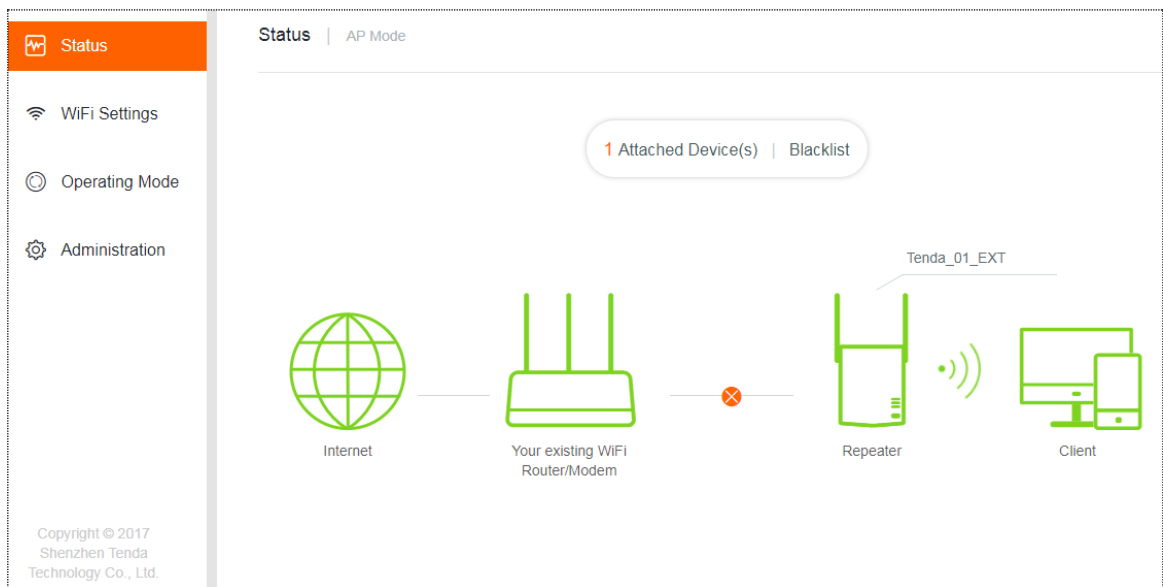 Status
WiFi Settings
Operating Mode
Administration
Copyright © 2017
Shenzhen Tenda
Technology Co., Ltd.
Status | AP Mode
1 Attached Device(s) | Blacklist
Tenda_01_EXT
Internet
Your existing WiFi
Router/Modem
Repeater
Client